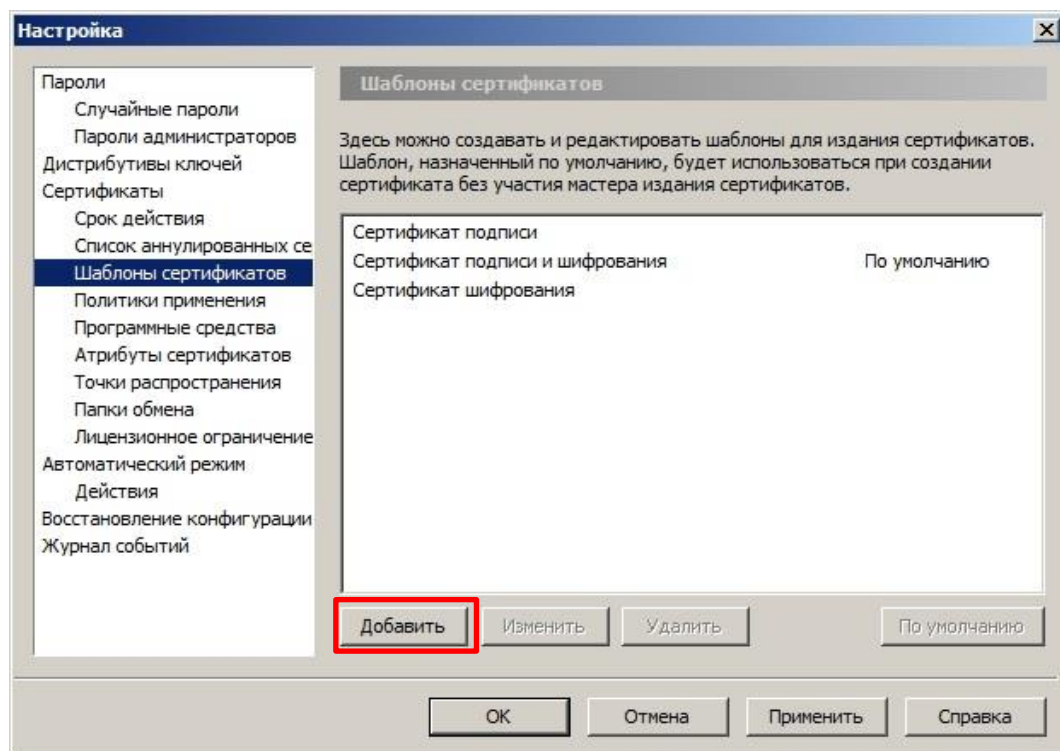 Настройка
Пароли
Случайные пароли
Пароли администраторов
Дистрибутивы ключей
Сертификаты
Срок действия
Список аннулированных се
Шаблоны сертификатов
Политики применения
Программные средства
Атрибуты сертификатов
Точки распространения
Папки обмена
Лицензионное ограничение
Автоматический режим
Действия
Восстановление конфигурации
Журнал событий
Шаблоны сертификатов
Здесь можно создавать и редактировать шаблоны для издания сертификатов.
Шаблон, назначенный по умолчанию, будет использоваться при создании
сертификата без участия мастера издания сертификатов.
Сертификат подписи
Сертификат подписи и шифрования По умолчанию
Сертификат шифрования
Добавить Изменить Удалить По умолчанию
OK Отмена Применить Справка